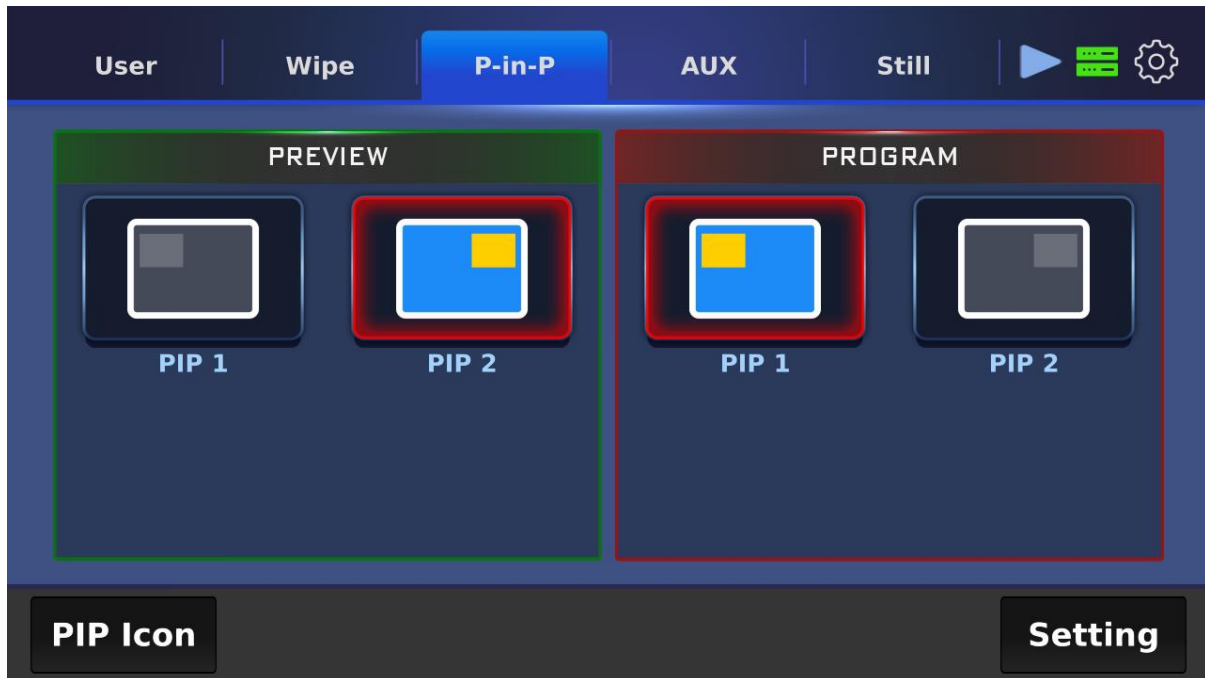 User Wipe P-in-P AUX Still
PREVIEW
PIP 1 PIP 2
PROGRAM
PIP 1 PIP 2
PIP Icon
Setting